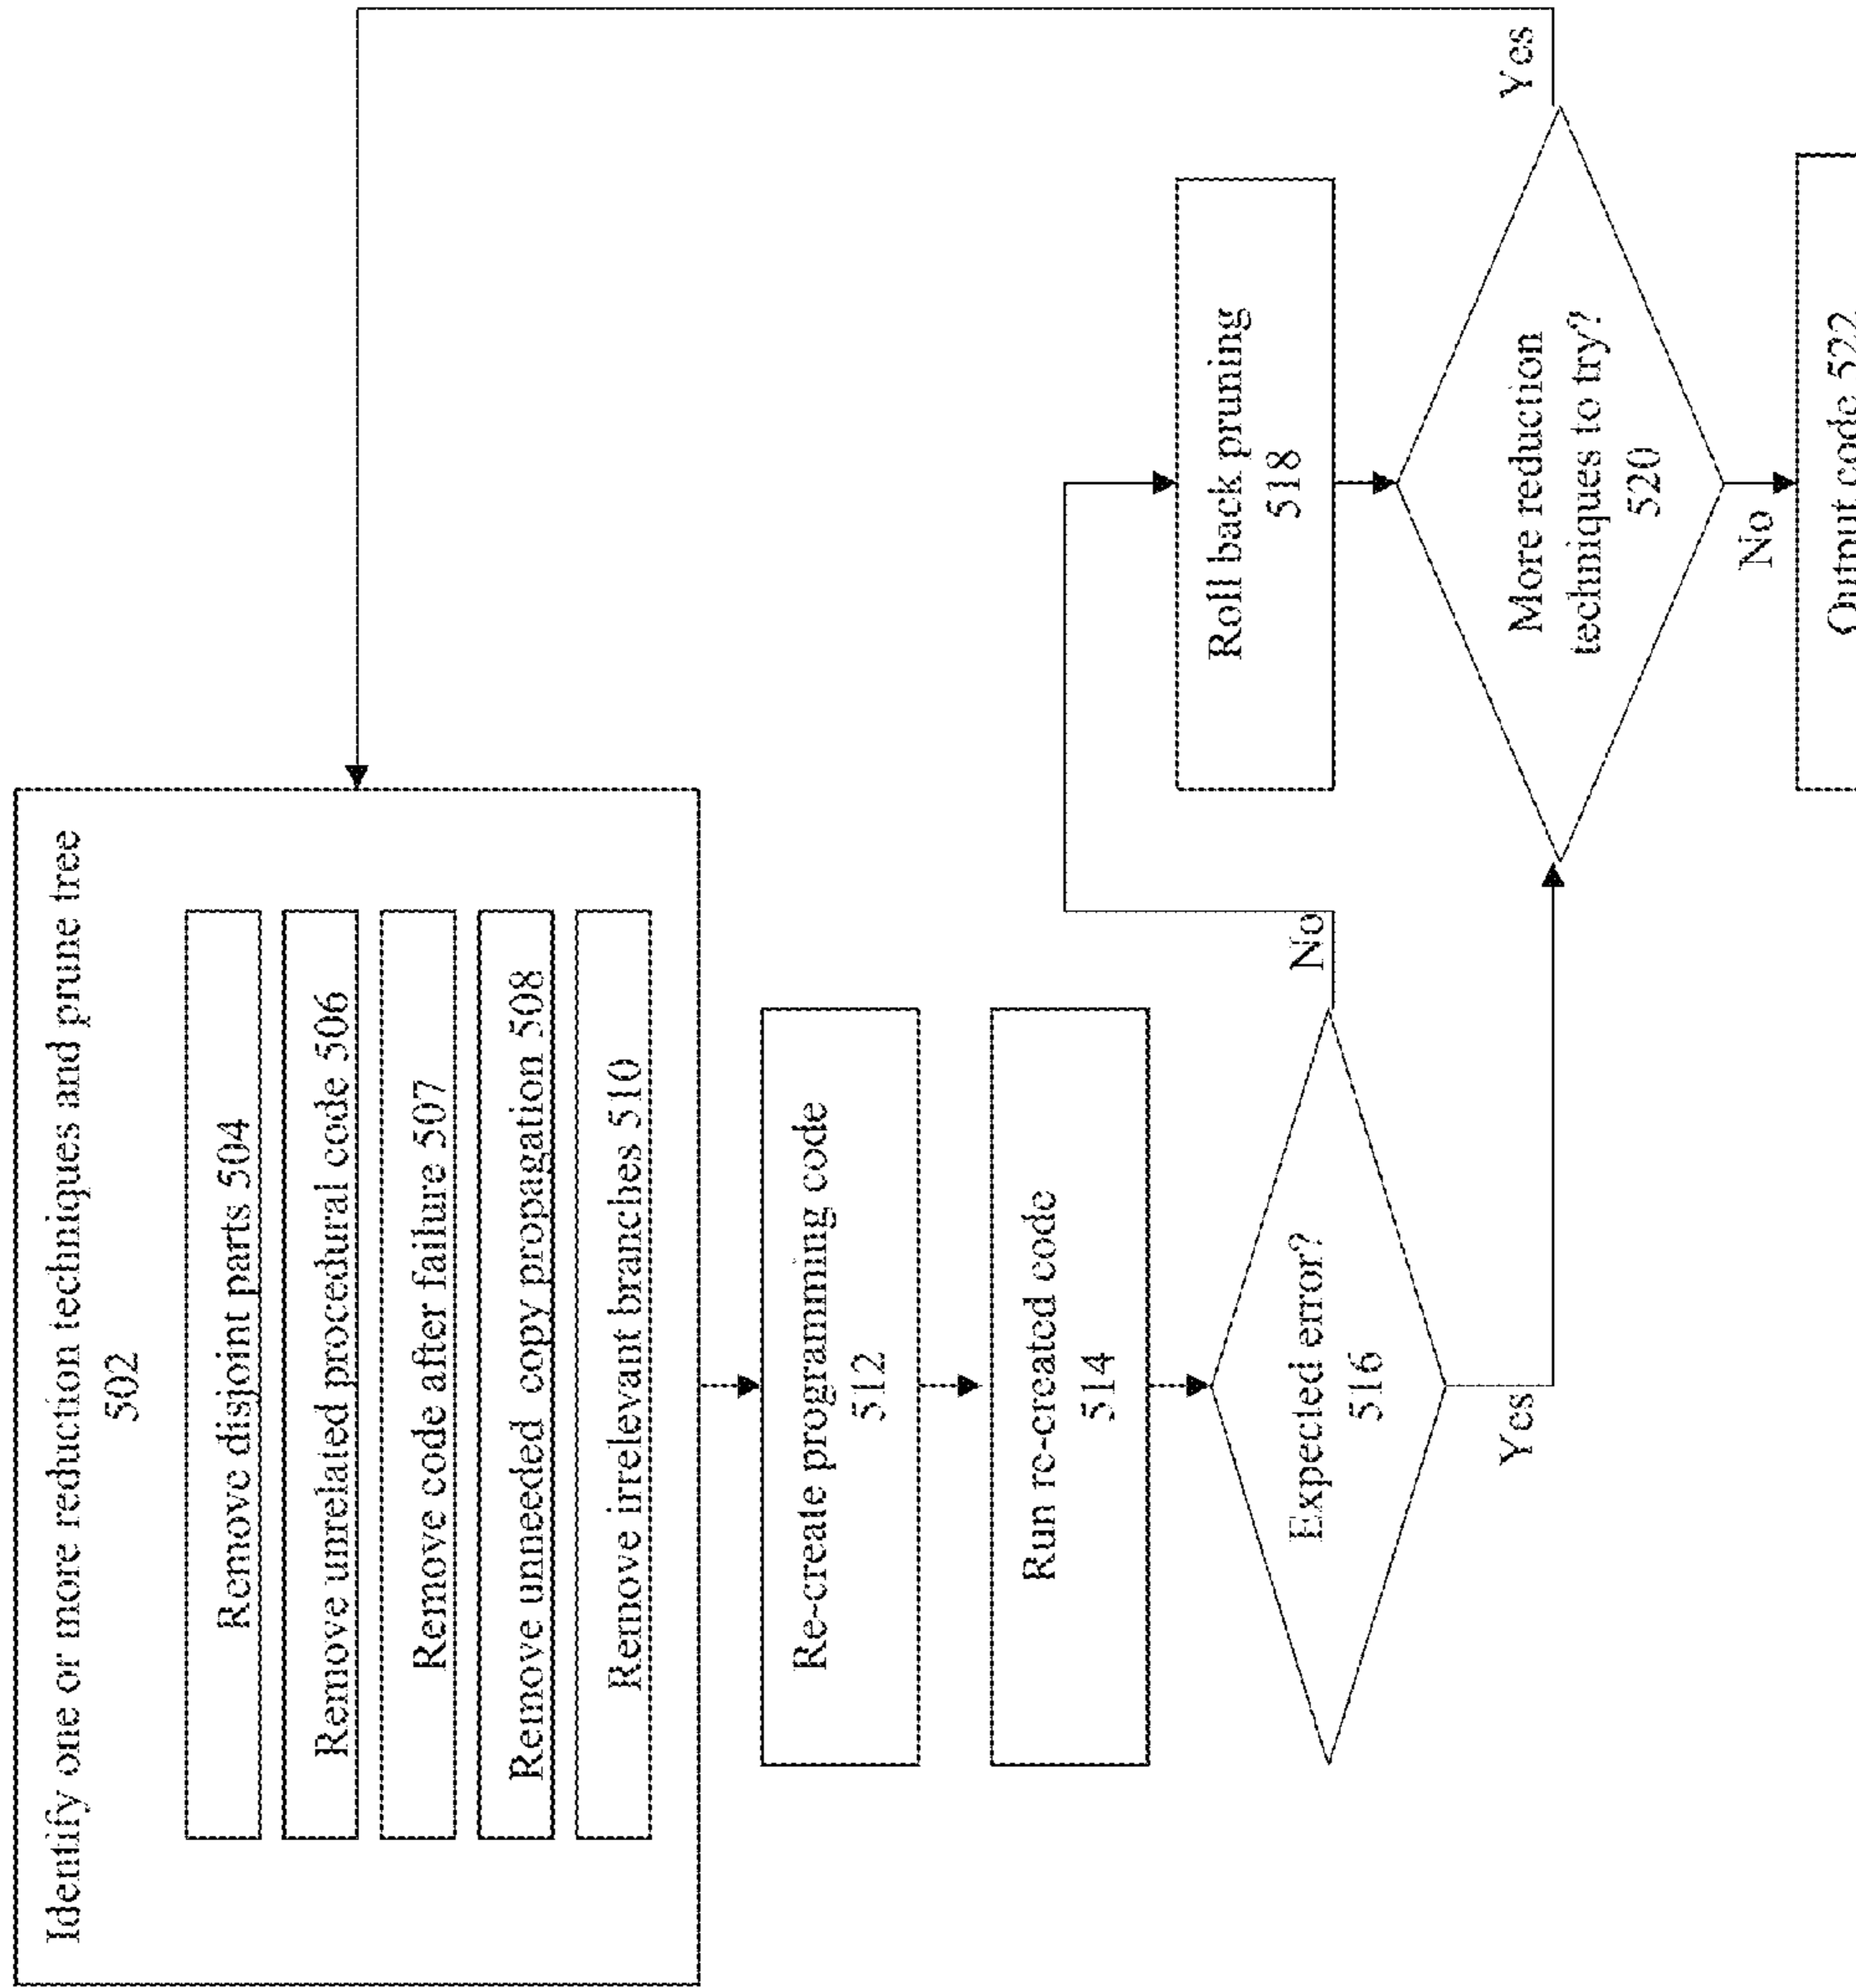 Identify one or more reduction techniques and prune tree
502
Remove disjoint parts 504
Remove unrelated procedural code 506
Remove code after failure 507
Remove unneeded copy propagation 508
Remove irrelevant branches 510
Re-create programming code
512
Run re-created code
514
Expected error?
516
No
Yes
Roll back pruning
518
More reduction
techniques to try?
520
Yes
No
Output code 522